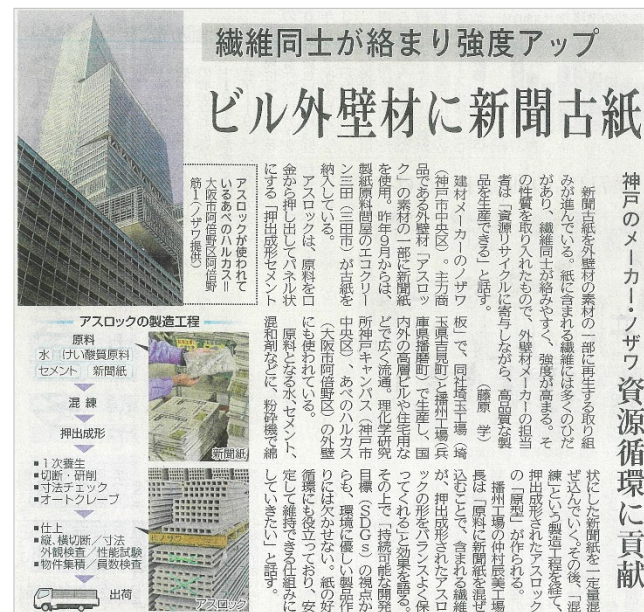 繊維同士が絡まり強度アップ
ビル外壁材に新聞古紙
神戸のメーカー・ノザワ 資源循環に貢献
新聞古紙を外壁材の素材の一部に再生する取り組
みが進んでいる。紙に含まれる繊維には多くのひだ
があり、繊維同士が絡みやすく、強度が高まる。そ
の性質を取り入れたもので、外壁材メーカーの担当
者は「資源リサイクルに寄与しながら、高品質な製
品を生産できる」と話す。
（藤原 学）
建材メーカーのノザワ
（神戸市中央区）。主力商
品である外壁材「アスロッ
ク」の素材の一部に新聞紙
を使用。昨年9月からは、
製紙原料問屋のエコクリー
ン三田（三田市）が古紙を
納入している。
アスロックは、原料を口
金から押し出してパネル状
にする「押出成形セメント
板」で、同社埼玉工場（埼
玉県吉見町）と播州工場（兵
庫県播磨町）で生産し、国
内外の高層ビルや住宅用な
どで広く流通。理化学研究
所神戸キャンパス（神戸市
中央区）、あべのハルカス
（大阪市阿倍野区）の外壁
にも使われている。
原料となる水、セメント、
混和剤などに、粉砕機で綿
状にした新聞紙を一定量混
ぜ込んでいく。その後、「混
練」という製造工程を経て、
押出成形されたアスロック
の「原型」が作られる。
播州工場の仲村辰美工場
長は「原料に新聞紙を混ぜ
込むことで、含まれる繊維
が、押出成形されたアスロ
ックの形をバランスよく保
ってくれる」と効果を語る。
その上で「持続可能な開発
目標（SDGs）の視点か
らも、環境に優しい製品作
りには欠かせない。紙の好
循環にも役立っており、安
定して維持できる仕組みに
していきたい」と話す。
アスロックが使われて
いるあべのハルカス＝
大阪市阿倍野区阿倍野
筋1（ノザワ提供）
アスロックの製造工程
原料
水 けい酸質原料
セメント 新聞紙
混 練
押出成形
■1次養生
■切断・研削
■寸法チェック
■オートクレーブ
■仕上
■縦、横切断／寸法
外観検査／性能試験
■物件集積／員数検査
出荷
新聞紙
アスロック